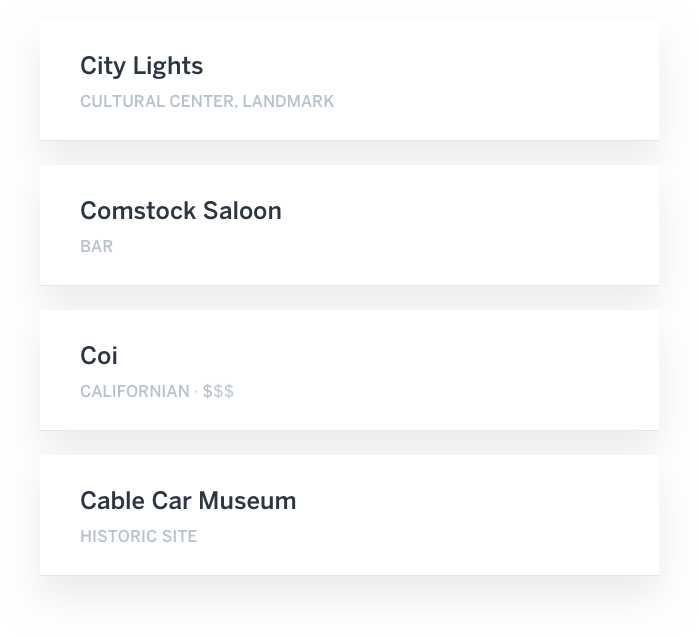 City Lights
CULTURAL CENTER, LANDMARK
Comstock Saloon
BAR
Coi
CALIFORNIAN · $$$
Cable Car Museum
HISTORIC SITE